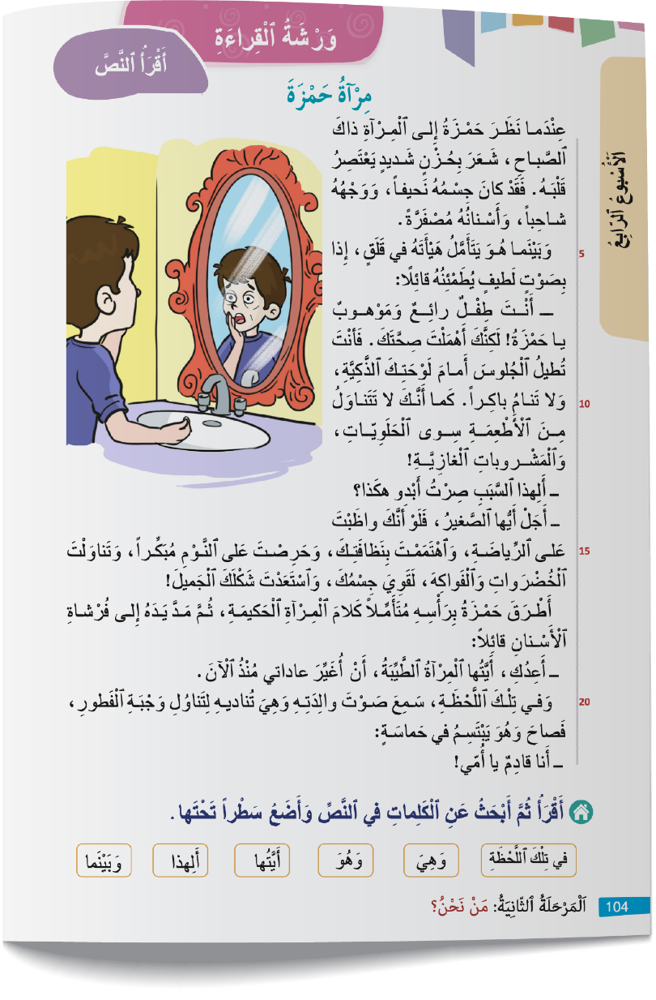 وَرْشَةُ ٱلْقِراءَةِ
أَقْرَأُ ٱلنَّصَّ
مِرْآةُ حَمْزَةَ
ٱلْأُسْبوعُ ٱلرّابِعُ
عِنْدَما نَظَرَ حَمْزَةُ إِلى ٱلْمِرْآةِ ذاكَ
ٱلصَّباحِ، شَعَرَ بِحُزْنٍ شَديدٍ يَعْتَصِرُ
قَلْبَهُ. فَقَدْ كانَ جِسْمُهُ نَحيفاً، وَوَجْهُهُ
شاحِباً، وَأَسْنانُهُ مُصْفَرَّةً.
5 وَبَيْنَما هُوَ يَتَأَمَّلُ هَيْأَتَهُ في قَلَقٍ، إِذا
بِصَوْتٍ لَطيفٍ يُطَمْئِنُهُ قائِلًا:
ـ أَنْتَ طِفْلٌ رائِعٌ وَمَوْهوبٌ
يا حَمْزَةُ! لَكِنَّكَ أَهْمَلْتَ صِحَّتَكَ. فَأَنْتَ
تُطيلُ ٱلْجُلوسَ أَمامَ لَوْحَتِكَ ٱلذَّكِيَّةِ،
10 وَلا تَنامُ باكِراً. كَما أَنَّكَ لا تَتَناوَلُ
مِنَ ٱلْأَطْعِمَةِ سِوى ٱلْحَلَوِيّاتِ،
وَٱلْمَشْروباتِ ٱلْغازِيَّةِ!
ـ أَلِهذا ٱلسَّبَبِ صِرْتُ أَبْدو هكَذا؟
ـ أَجَلْ أَيُّها ٱلصَّغيرُ، فَلَوْ أَنَّكَ واظَبْتَ
15 عَلى ٱلرِّياضَةِ، وَٱهْتَمَمْتَ بِنَظافَتِكَ، وَحَرِصْتَ عَلى ٱلنَّوْمِ مُبَكِّراً، وَتَناوَلْتَ
ٱلْخُضْرَواتِ وَٱلْفَواكِهَ، لَقَوِيَ جِسْمُكَ، وَٱسْتَعَدْتَ شَكْلَكَ ٱلْجَميلَ!
أَطْرَقَ حَمْزَةُ بِرَأْسِهِ مُتَأَمِّلاً كَلامَ ٱلْمِرْآةِ ٱلْحَكيمَةِ، ثُمَّ مَدَّ يَدَهُ إِلى فُرْشاةِ
ٱلْأَسْنانِ قائِلاً:
ـ أَعِدُكِ، أَيَّتُها ٱلْمِرْآةُ ٱلطَّيِّبَةُ، أَنْ أُغَيِّرَ عاداتي مُنْذُ ٱلْآنَ.
20 وَفي تِلْكَ ٱللَّحْظَةِ، سَمِعَ صَوْتَ والِدَتِهِ وَهِيَ تُناديهِ لِتَناوُلِ وَجْبَةِ ٱلْفَطورِ،
فَصاحَ وَهُوَ يَبْتَسِمُ في حَماسَةٍ:
ـ أَنا قادِمٌ يا أُمّي!
أَقْرَأُ ثُمَّ أَبْحَثُ عَنِ ٱلْكَلِماتِ في ٱلنَّصِّ وَأَضَعُ سَطْراً تَحْتَها.
في تِلْكَ ٱللَّحْظَةِ وَهِيَ وَهُوَ أَيَّتُها أَلِهذا وَبَيْنَما
104 اَلْمَرْحَلَةُ ٱلثّانِيَةُ: مَنْ نَحْنُ؟